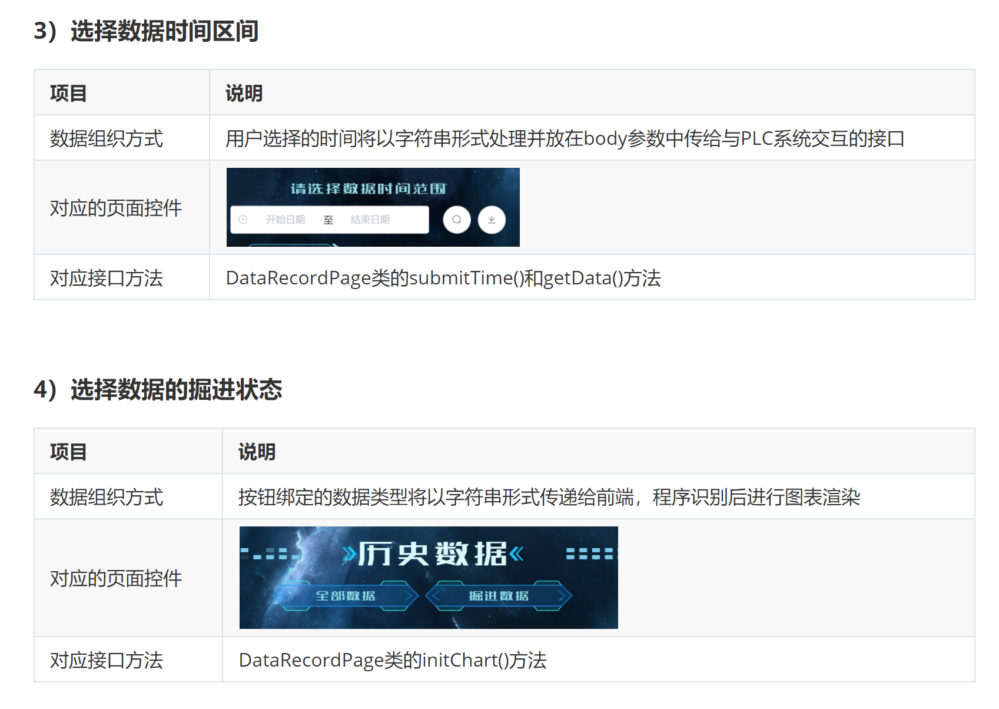 3）选择数据时间区间
项目
说明
数据组织方式
用户选择的时间将以字符串形式处理并放在body参数中传给与PLC系统交互的接口
对应的页面控件
请选择数据时间范围
开始日期 至 结束日期
对应接口方法
DataRecordPage类的submitTime()和getData()方法
4）选择数据的掘进状态
项目
说明
数据组织方式
按钮绑定的数据类型将以字符串形式传递给前端，程序识别后进行图表渲染
对应的页面控件
历史数据
全部数据
掘进数据
对应接口方法
DataRecordPage类的initChart()方法